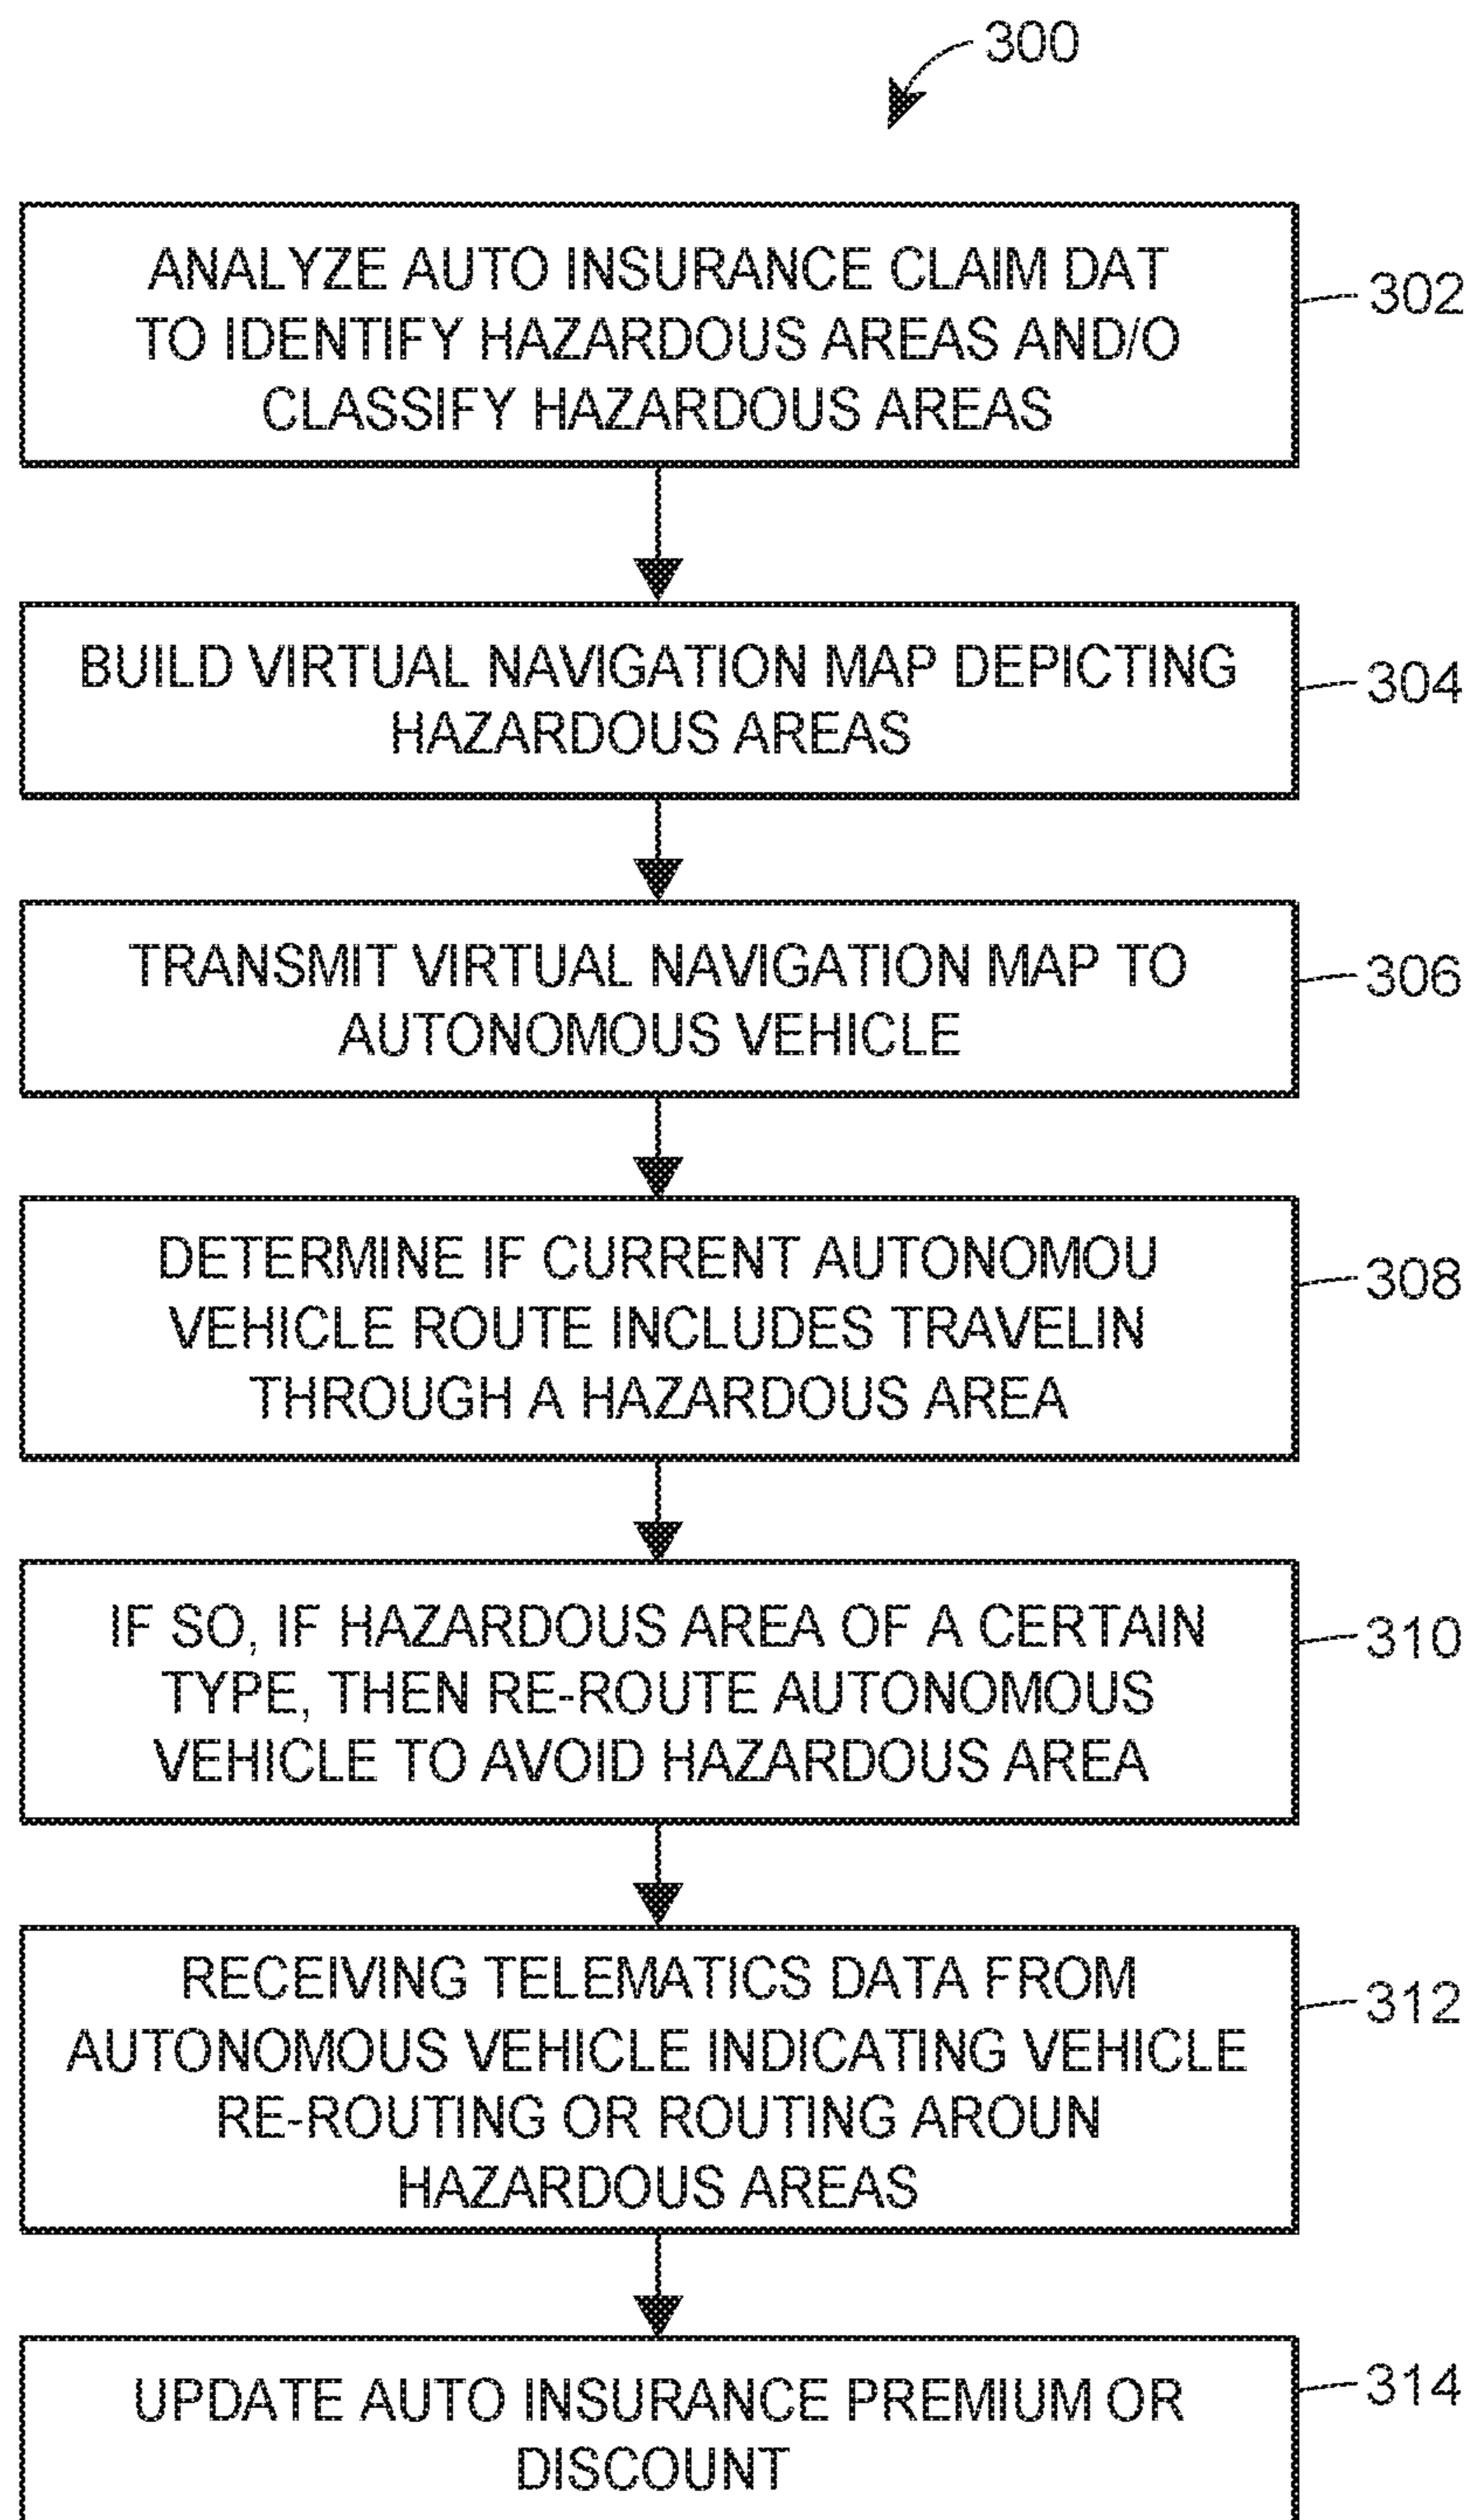 300
ANALYZE AUTO INSURANCE CLAIM DAT
TO IDENTIFY HAZARDOUS AREAS AND/O
CLASSIFY HAZARDOUS AREAS
302
BUILD VIRTUAL NAVIGATION MAP DEPICTING
HAZARDOUS AREAS
304
TRANSMIT VIRTUAL NAVIGATION MAP TO
AUTONOMOUS VEHICLE
306
DETERMINE IF CURRENT AUTONOMOU
VEHICLE ROUTE INCLUDES TRAVELIN
THROUGH A HAZARDOUS AREA
308
IF SO, IF HAZARDOUS AREA OF A CERTAIN
TYPE, THEN RE-ROUTE AUTONOMOUS
VEHICLE TO AVOID HAZARDOUS AREA
310
RECEIVING TELEMATICS DATA FROM
AUTONOMOUS VEHICLE INDICATING VEHICLE
RE-ROUTING OR ROUTING AROUN
HAZARDOUS AREAS
312
UPDATE AUTO INSURANCE PREMIUM OR
DISCOUNT
314